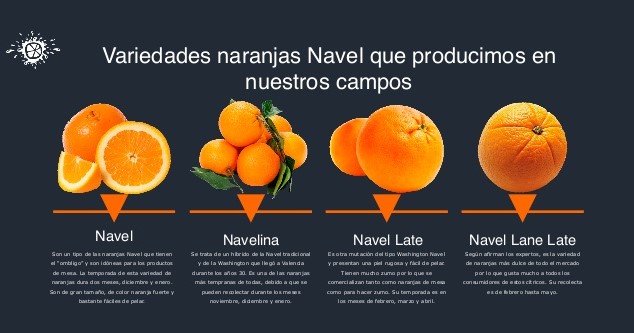 Variedades naranjas Navel que producimos en
nuestros campos
Navel
Son un tipo de las naranjas Navel que tienen
el "ombligo" y son idóneas para los productos
de mesa. La temporada de esta variedad de
naranjas dura dos meses, diciembre y enero.
Son de gran tamaño, de color naranja fuerte y
bastante fáciles de pelar.
Navelina
Se trata de un híbrido de la Navel tradicional
y de la Washington que llegó a Valencia
durante los años 30. Es una de las naranjas
más tempranas de todas, debido a que se
pueden recolectar durante los meses
noviembre, diciembre y enero.
Navel Late
Es otra mutación del tipo Washington Navel
y presentan una piel rugosa y fácil de pelar.
Tienen mucho zumo por lo que se
comercializan tanto como naranjas de mesa
como para hacer zumo. Su temporada es en
los meses de febrero, marzo y abril.
Navel Lane Late
Según afirman los expertos, es la variedad
de naranjas más dulce de todo el mercado
por lo que gusta mucho a todos los
consumidores de estos cítricos. Su recolecta
es de febrero hasta mayo.